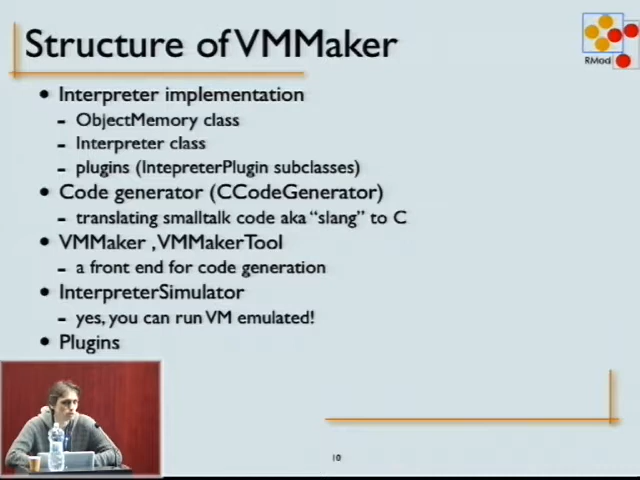 Structure of VMMaker
RMod
• Interpreter implementation
- ObjectMemory class
- Interpreter class
- plugins (IntepreterPlugin subclasses)
• Code generator (CCodeGenerator)
- translating smalltalk code aka “slang” to C
• VMMaker , VMMakerTool
- a front end for code generation
• InterpreterSimulator
- yes, you can run VM emulated!
• Plugins
10